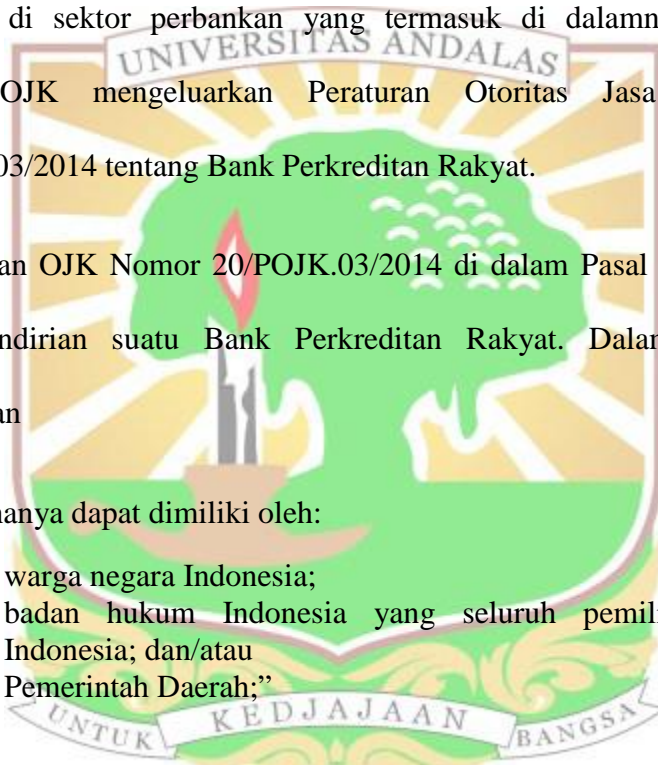 di sektor perbankan yang termasuk di dalamn
UNIVERSITAS ANDALAS
OJK mengeluarkan Peraturan Otoritas Jasa
03/2014 tentang Bank Perkreditan Rakyat.
an OJK Nomor 20/POJK.03/2014 di dalam Pasal
ndirian suatu Bank Perkreditan Rakyat. Dalam
an
hanya dapat dimiliki oleh:
warga negara Indonesia;
badan hukum Indonesia yang seluruh pemil
Indonesia; dan/atau
Pemerintah Daerah;”
UNTUK KEDJAJAAN BANGSA